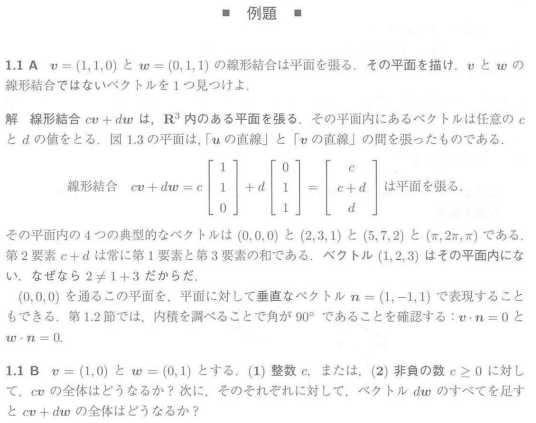 ■ 例題 ■
1.1 A v = (1, 1, 0) と w = (0, 1, 1) の線形結合は平面を張る．その平面を描け．v と w の
線形結合ではないベクトルを 1 つ見つけよ．
解 線形結合 cv + dw は，R³ 内のある平面を張る．その平面内にあるベクトルは任意の c
と d の値をとる．図 1.3 の平面は，「u の直線」と「v の直線」の間を張ったものである．
線形結合 cv + dw = c [1 1 0] + d [0 1 1] = [c c + d d] は平面を張る．
その平面内の 4 つの典型的なベクトルは (0, 0, 0) と (2, 3, 1) と (5, 7, 2) と (π, 2π, π) である．
第 2 要素 c + d は常に第 1 要素と第 3 要素の和である．ベクトル (1, 2, 3) はその平面内にな
い．なぜなら 2 ≠ 1 + 3 だからだ．
(0, 0, 0) を通るこの平面を，平面に対して垂直なベクトル n = (1, −1, 1) で表現すること
もできる．第 1.2 節では，内積を調べることで角が 90° であることを確認する：v · n = 0 と
w · n = 0.
1.1 B v = (1, 0) と w = (0, 1) とする．(1) 整数 c，または，(2) 非負の数 c ≥ 0 に対し
て，cv の全体はどうなるか？ 次に，そのそれぞれに対して，ベクトル dw のすべてを足す
と cv + dw の全体はどうなるか？